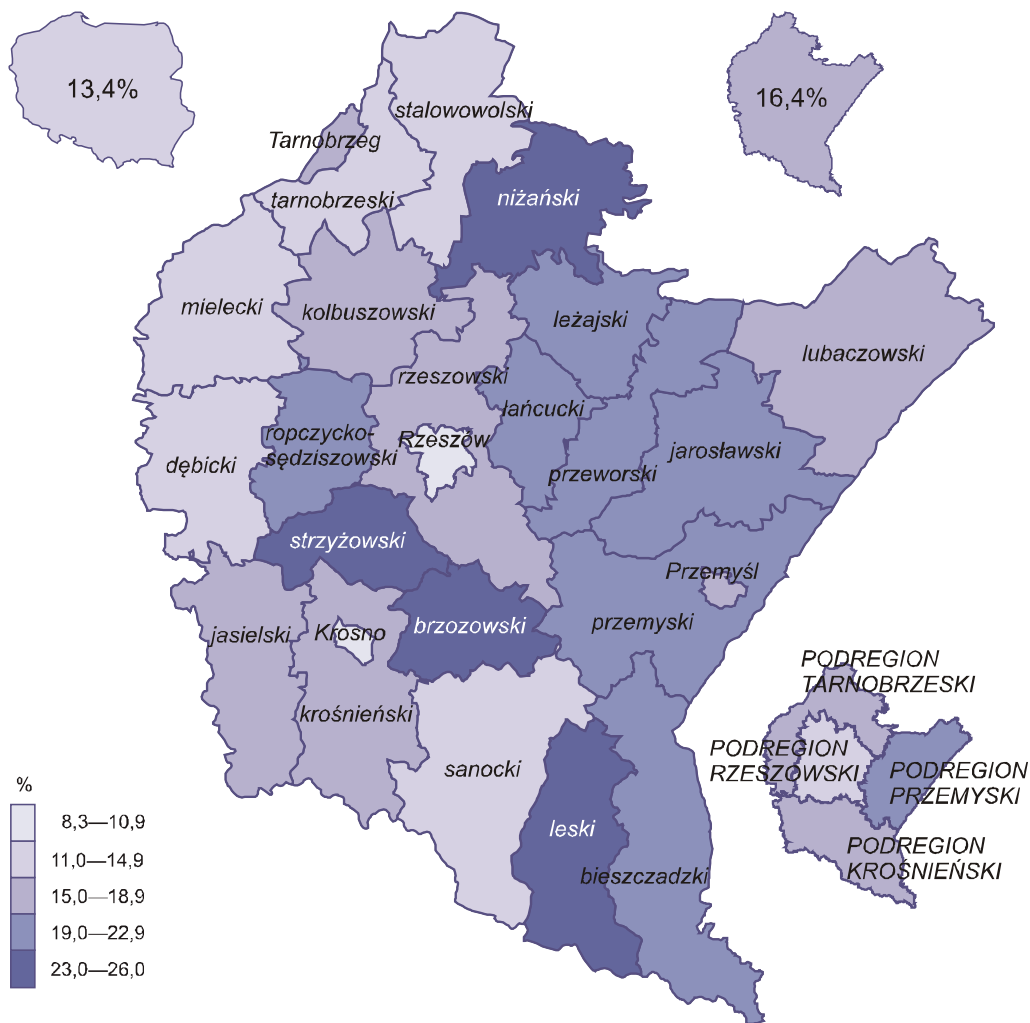 13,4%
16,4%
stalowowolski
Tarnobrzeg
tarnobrzeski
niżański
mielecki
kolbuszowski
leżajski
lubaczowski
rzeszowski
łańcucki
ropczycko-
sędziszowski
Rzeszów
dębicki
przeworski
jarosławski
strzyżowski
Przemyśl
jasielski
Krosno
brzozowski
przemyski
krośnieński
sanocki
leski
bieszczadzki
PODREGION
TARNOBRZESKI
PODREGION
RZESZOWSKI
PODREGION
PRZEMYSKI
PODREGION
KROŚNIEŃSKI
%
8,3—10,9
11,0—14,9
15,0—18,9
19,0—22,9
23,0—26,0